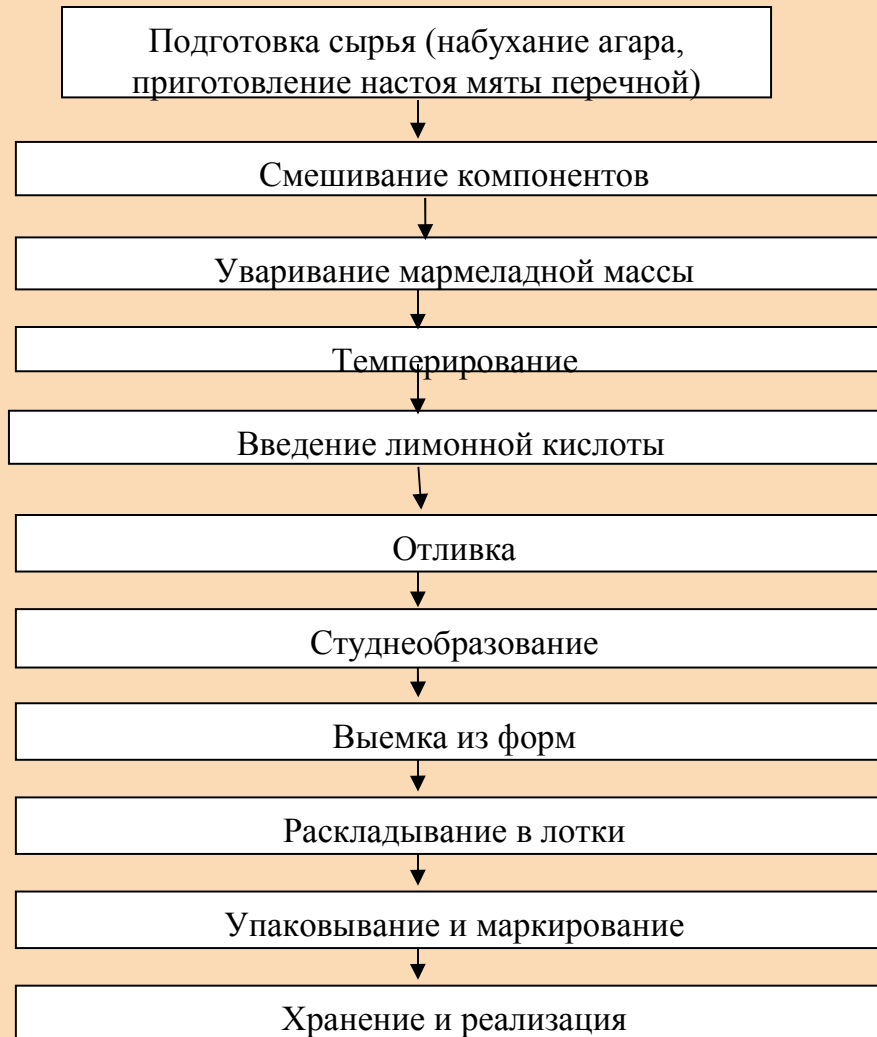 Подготовка сырья (набухание агара,
приготовление настоя мяты перечной)
Смешивание компонентов
Уваривание мармеладной массы
Темперирование
Введение лимонной кислоты
Отливка
Студнеобразование
Выемка из форм
Раскладывание в лотки
Упаковывание и маркирование
Хранение и реализация